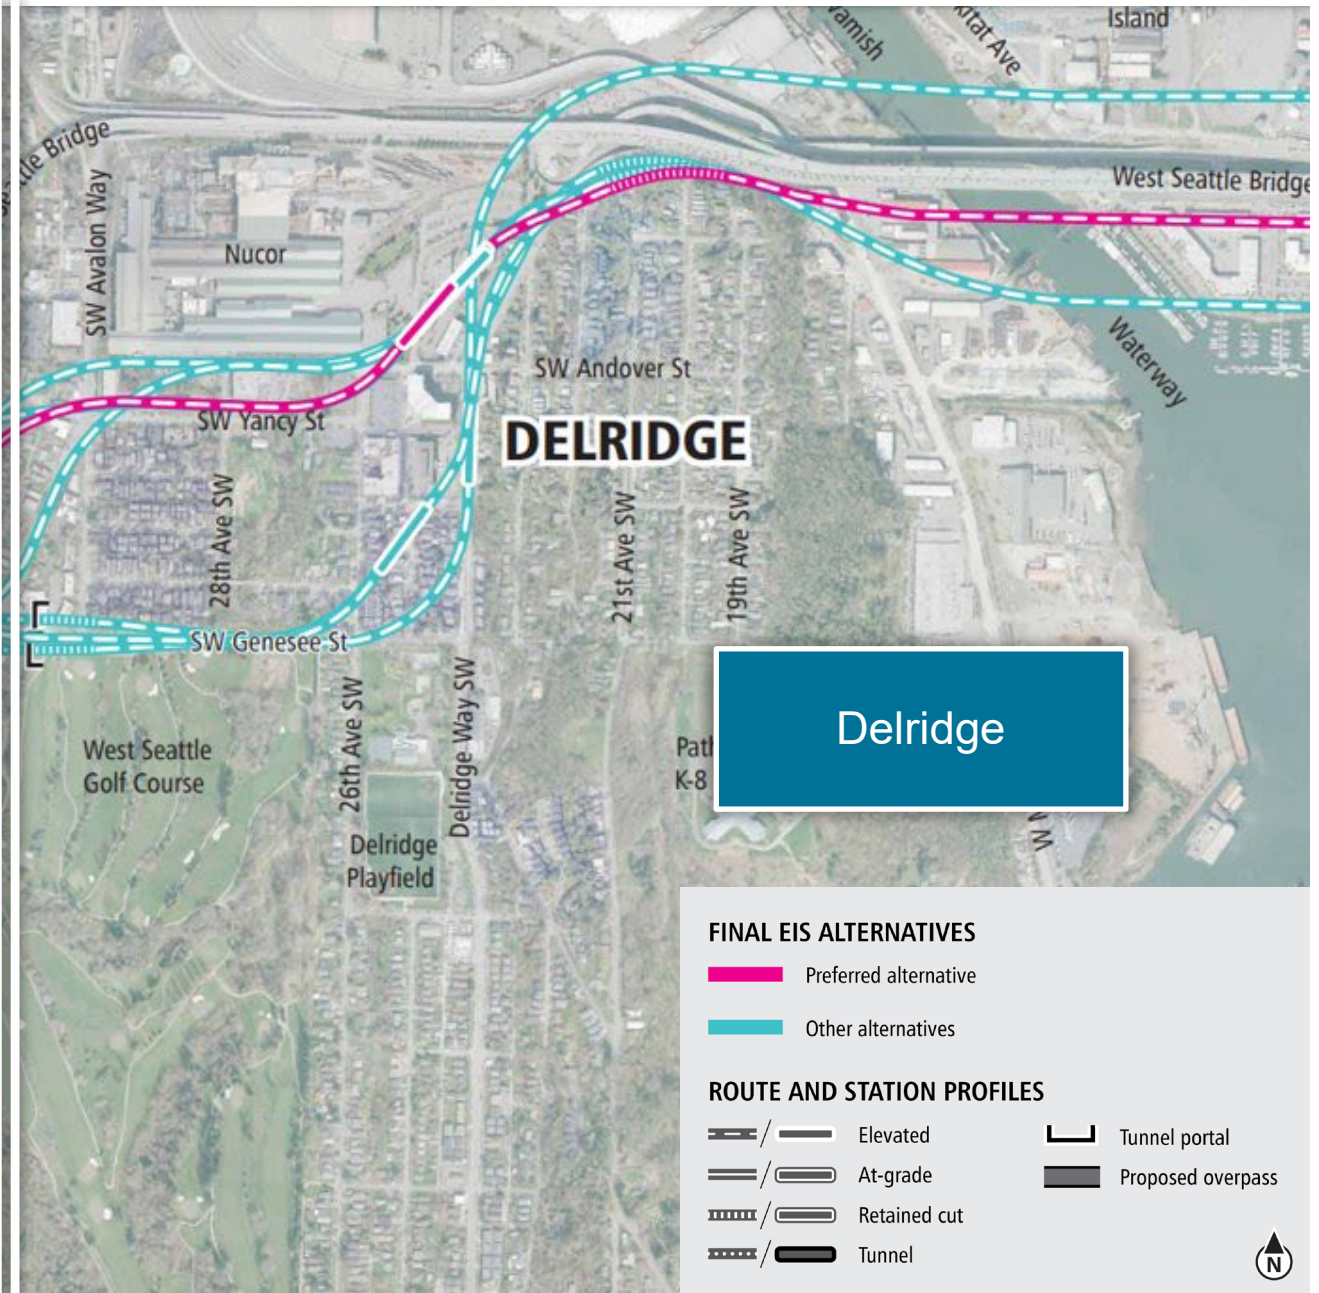 Island
West Seattle Bridge
SW Avalon Way
Nucor
Waterway
SW Andover St
SW Yancy St
DELRIDGE
28th Ave SW
21st Ave SW
19th Ave SW
SW Genesee St
26th Ave SW
Delridge Way SW
West Seattle
Golf Course
Path
K-8
Delridge
Delridge
Playfield
FINAL EIS ALTERNATIVES
Preferred alternative
Other alternatives
ROUTE AND STATION PROFILES
Elevated
At-grade
Retained cut
Tunnel
Tunnel portal
Proposed overpass
N